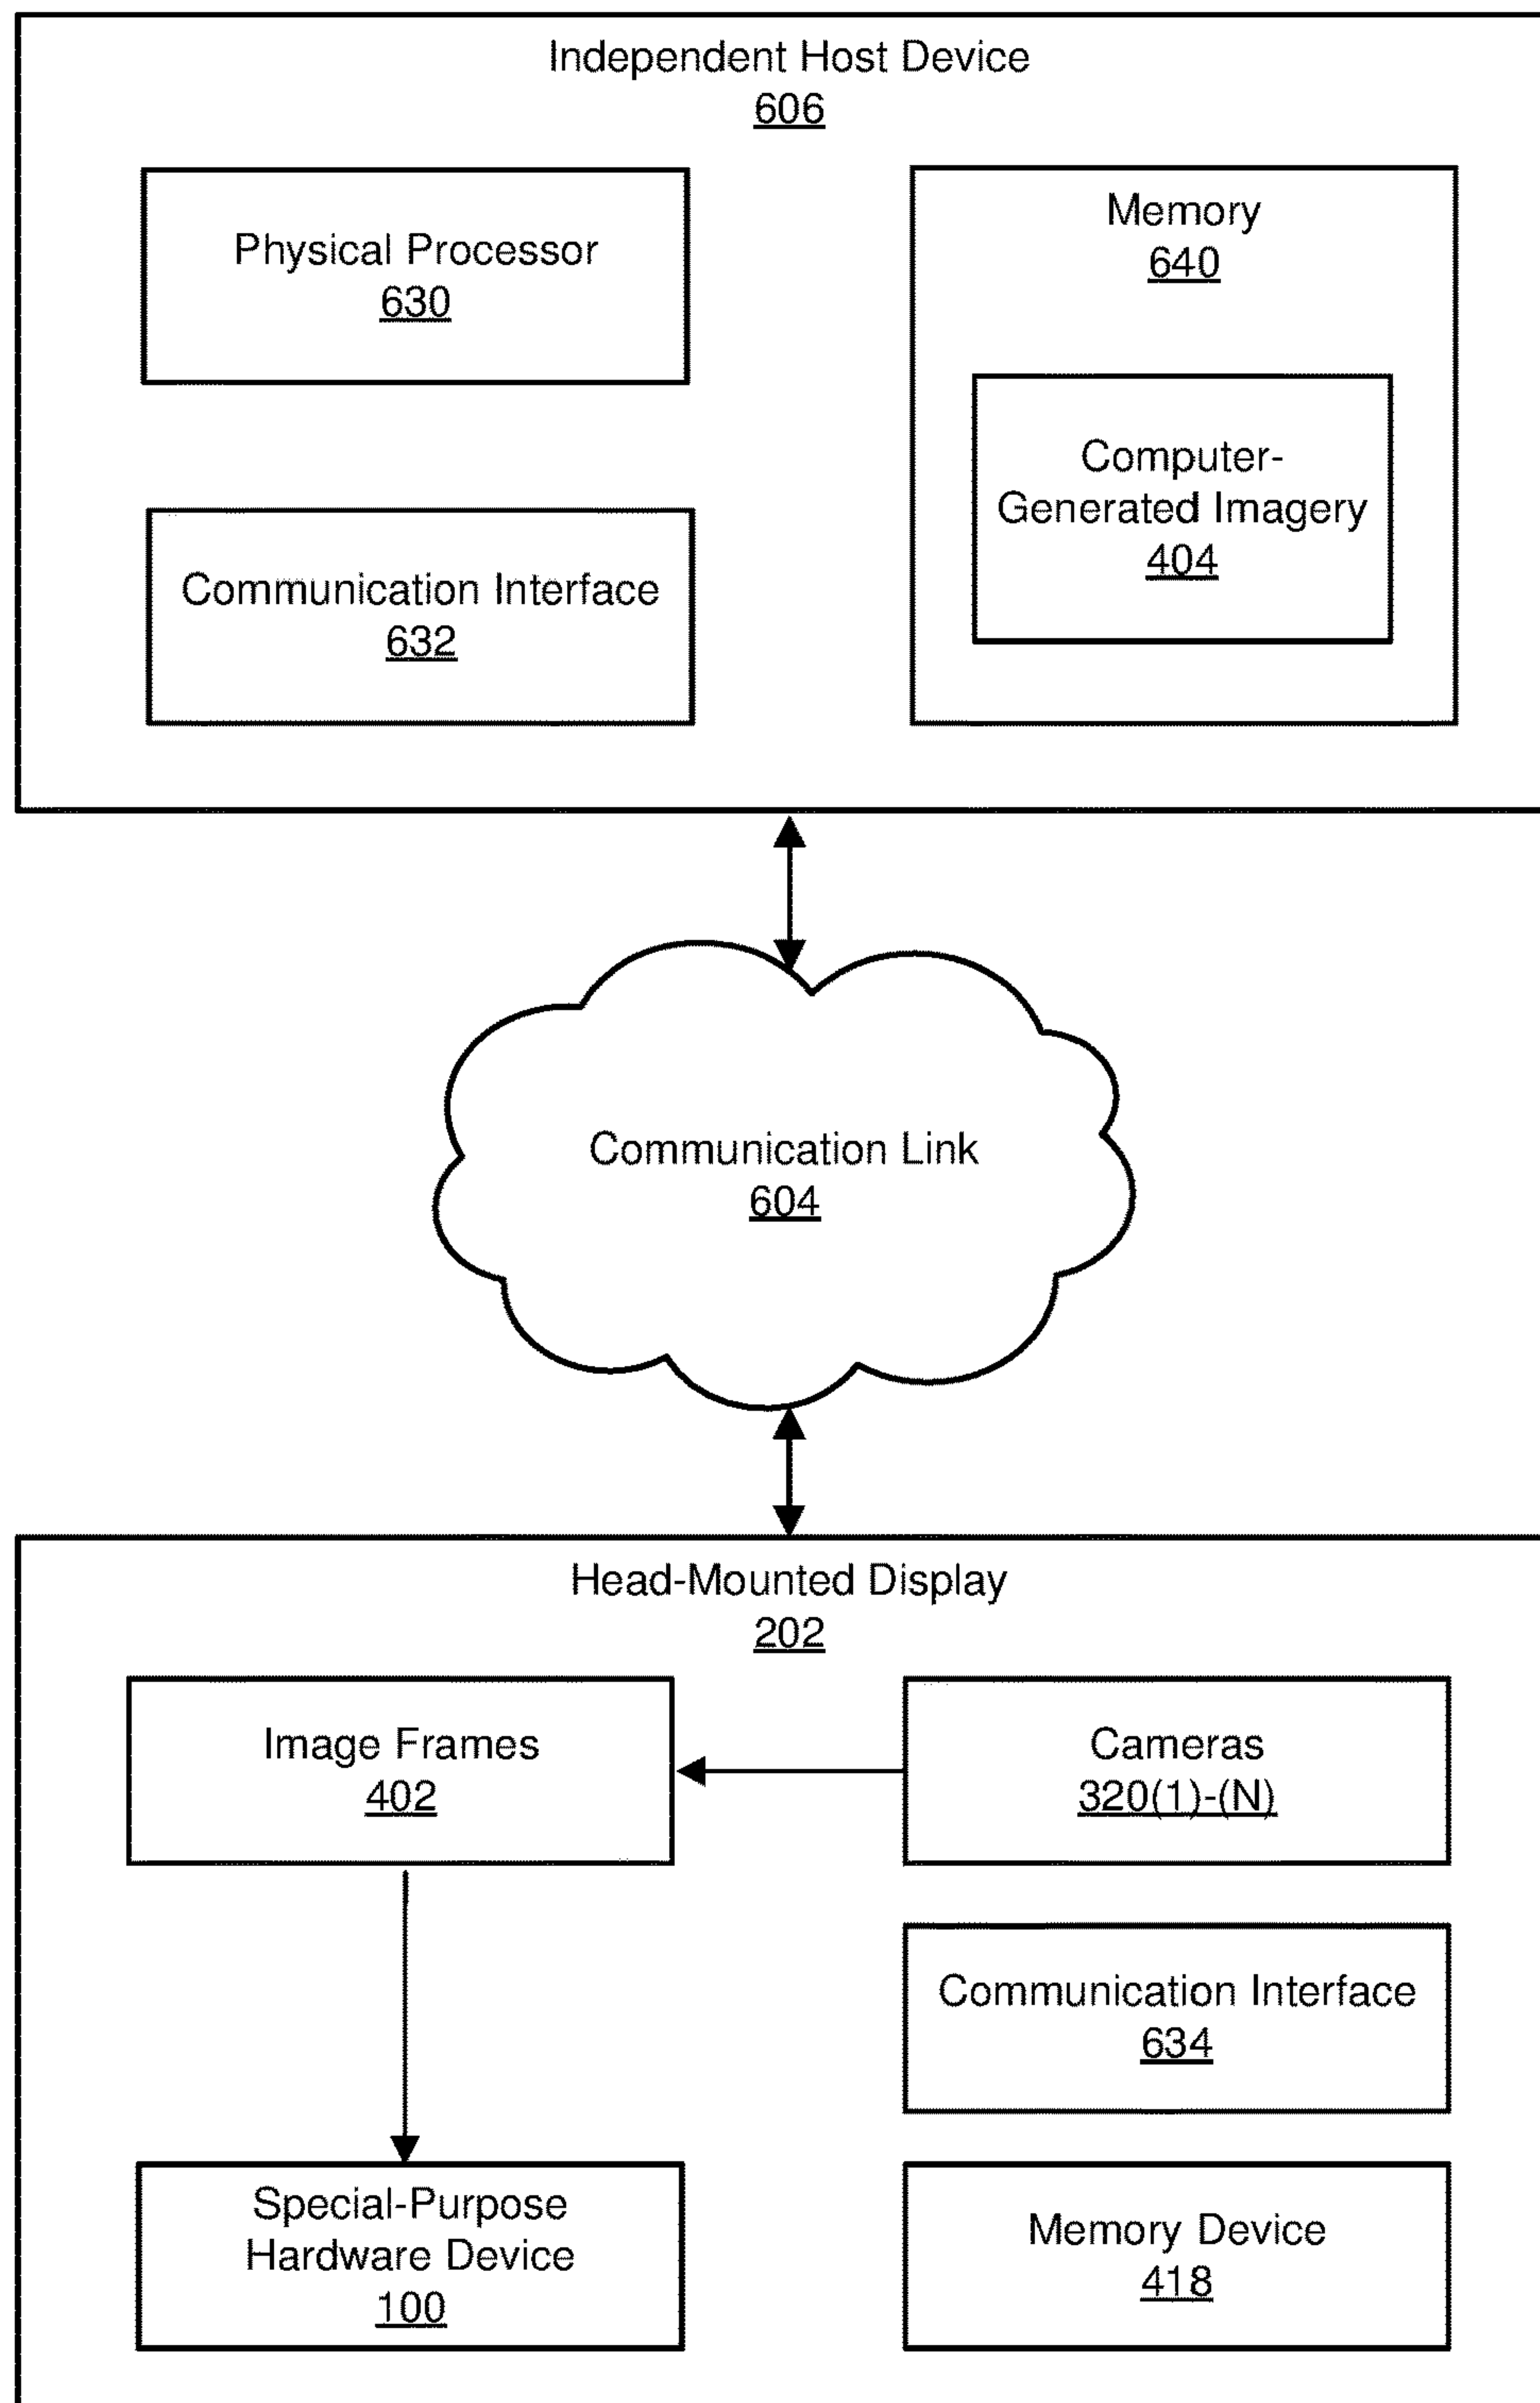 Independent Host Device
606
Physical Processor
630
Memory
640
Computer-
Generated Imagery
404
Communication Interface
632
Communication Link
604
Head-Mounted Display
202
Image Frames
402
Cameras
320(1)-(N)
Communication Interface
634
Special-Purpose
Hardware Device
100
Memory Device
418